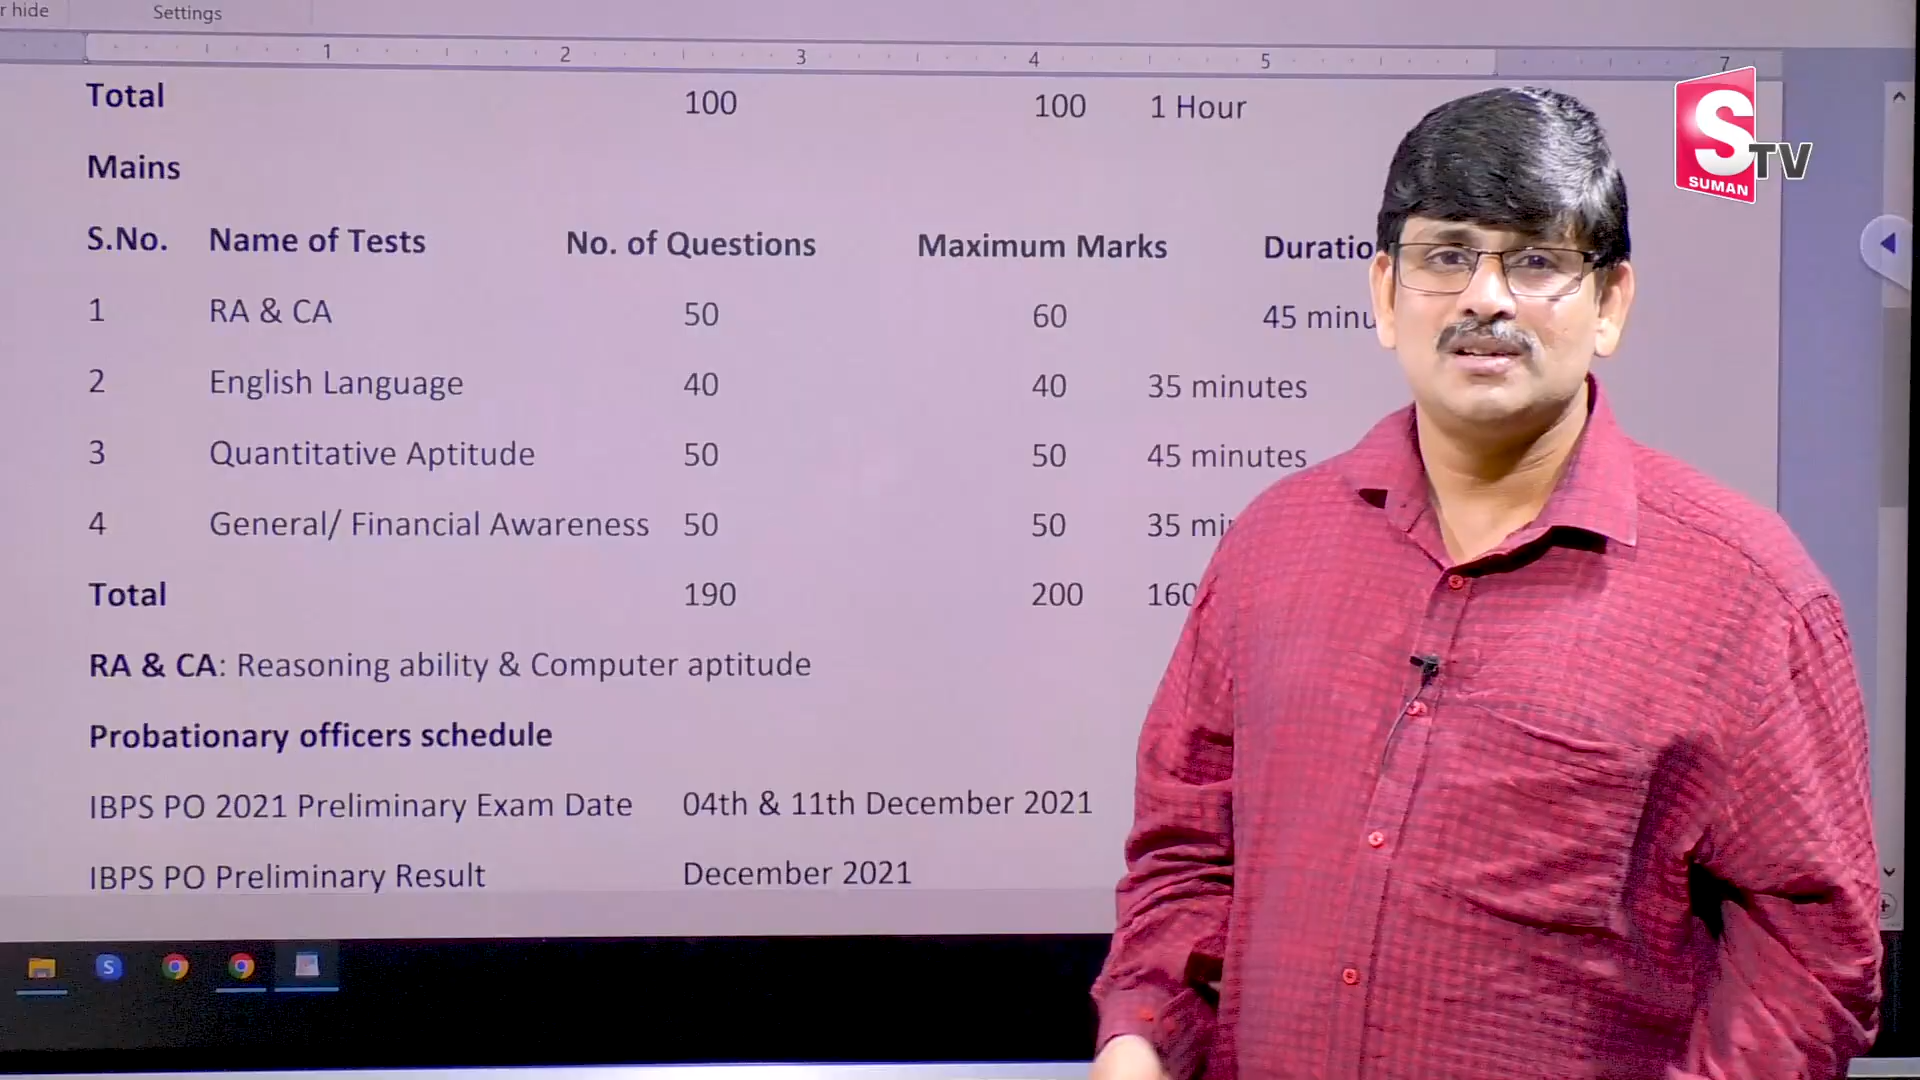 r hide
Settings
1 2 3 4 5 7
Total 100 100 1 Hour
Mains
S.No. Name of Tests No. of Questions Maximum Marks Duratio
1 RA & CA 50 60 45 minu
2 English Language 40 40 35 minutes
3 Quantitative Aptitude 50 50 45 minutes
4 General/ Financial Awareness 50 50 35 mi
Total 190 200 160
RA & CA: Reasoning ability & Computer aptitude
Probationary officers schedule
IBPS PO 2021 Preliminary Exam Date 04th & 11th December 2021
IBPS PO Preliminary Result December 2021
S
S TV
SUMAN